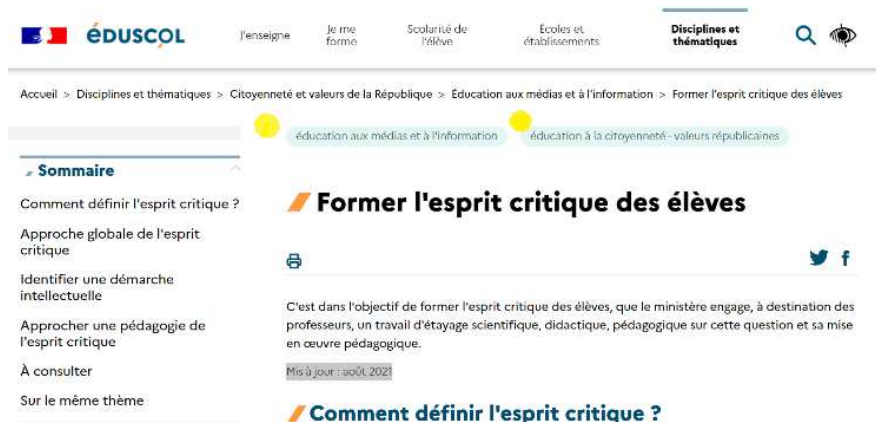 éduscol
J'enseigne
Je me
forme
Scolarité de
l'élève
Écoles et
établissements
Disciplines et
thématiques
Accueil > Disciplines et thématiques > Citoyenneté et valeurs de la République > Éducation aux médias et à l'information > Former l'esprit critique des élèves
éducation aux médias et à l'information
éducation à la citoyenneté - valeurs républicaines
Sommaire
Comment définir l'esprit critique ?
Approche globale de l'esprit
critique
Identifier une démarche
intellectuelle
Approcher une pédagogie de
l'esprit critique
À consulter
Sur le même thème
Former l'esprit critique des élèves
C'est dans l'objectif de former l'esprit critique des élèves, que le ministère engage, à destination des
professeurs, un travail d'étayage scientifique, didactique, pédagogique sur cette question et sa mise
en œuvre pédagogique.
Mis à jour : août 2021
Comment définir l'esprit critique ?